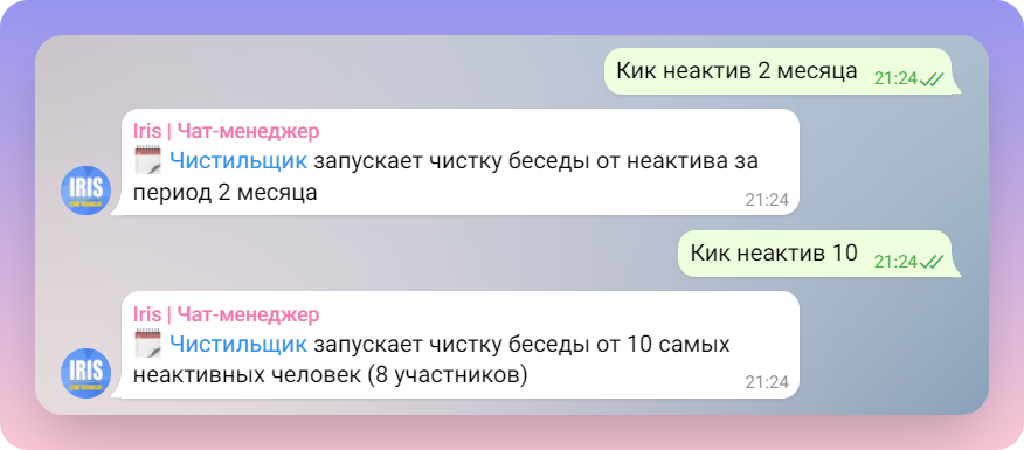 Кик неактив 2 месяца 21:24
Iris | Чат-менеджер
Чистильщик запускает чистку беседы от неактива за
период 2 месяца 21:24
IRIS
Кик неактив 10 21:24
Iris | Чат-менеджер
Чистильщик запускает чистку беседы от 10 самых
неактивных человек (8 участников) 21:24
IRIS